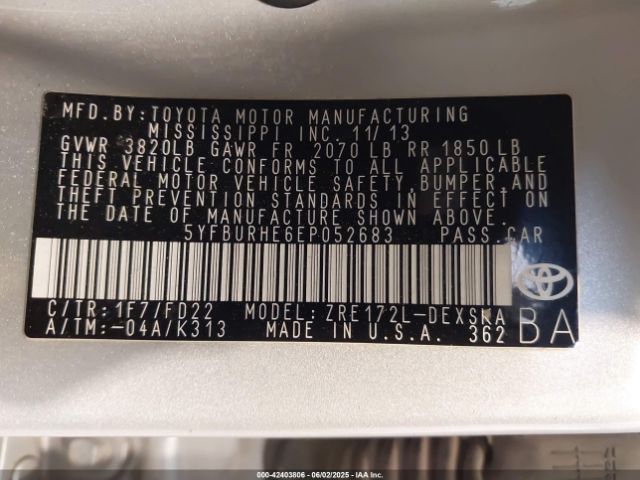 MFD.BY: TOYOTA MOTOR MANUFACTURING
MISSISSIPPI INC. 11/13
GVWR 3820LB GAWR FR 2070 LB RR 1850 LB
THIS VEHICLE CONFORMS TO ALL APPLICABLE
FEDERAL MOTOR VEHICLE SAFETY, BUMPER, AND
THEFT PREVENTION STANDARDS IN EFFECT ON
THE DATE OF MANUFACTURE SHOWN ABOVE.
5YFBURHE6EP052683 PASS.CAR
C/TR: 1F7/FD22 MODEL: ZRE172L-DEXSKA
A/TM: -04A/K313 MADE IN U.S.A. 362
BA
000-42403806 - 06/02/2025 - IAA Inc.